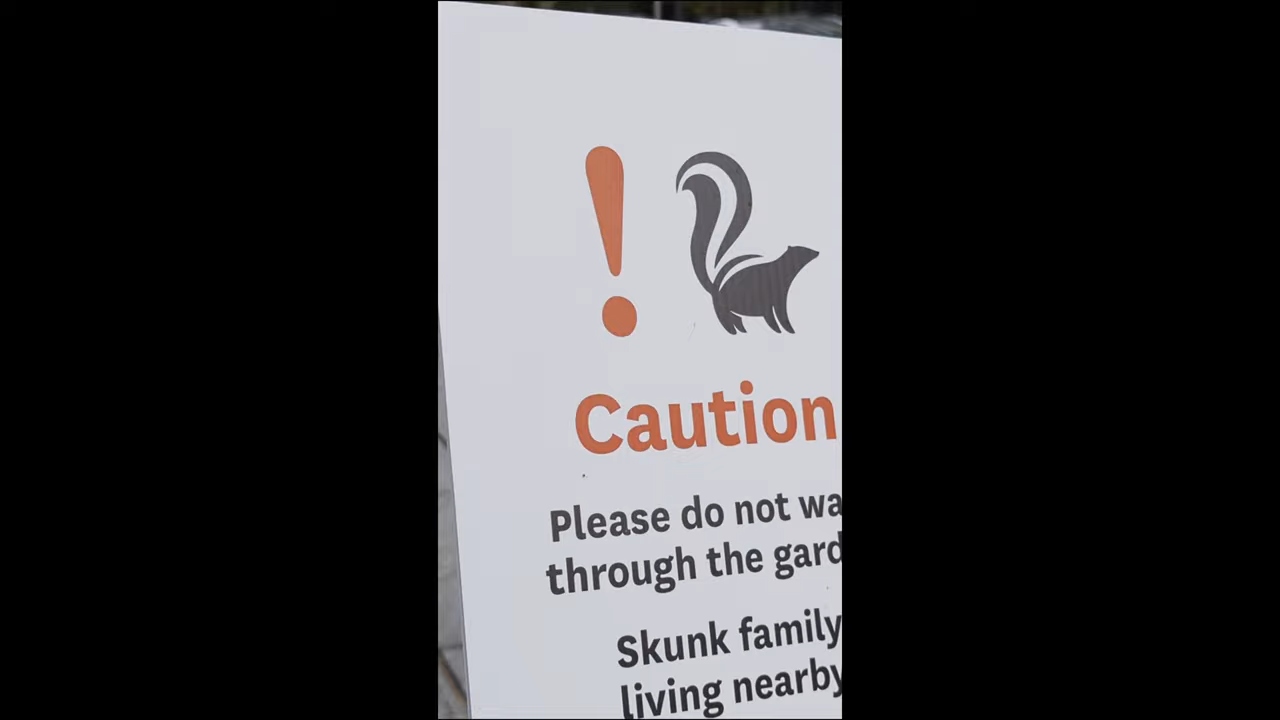 Caution
Please do not wa
through the gard
Skunk family
living nearby